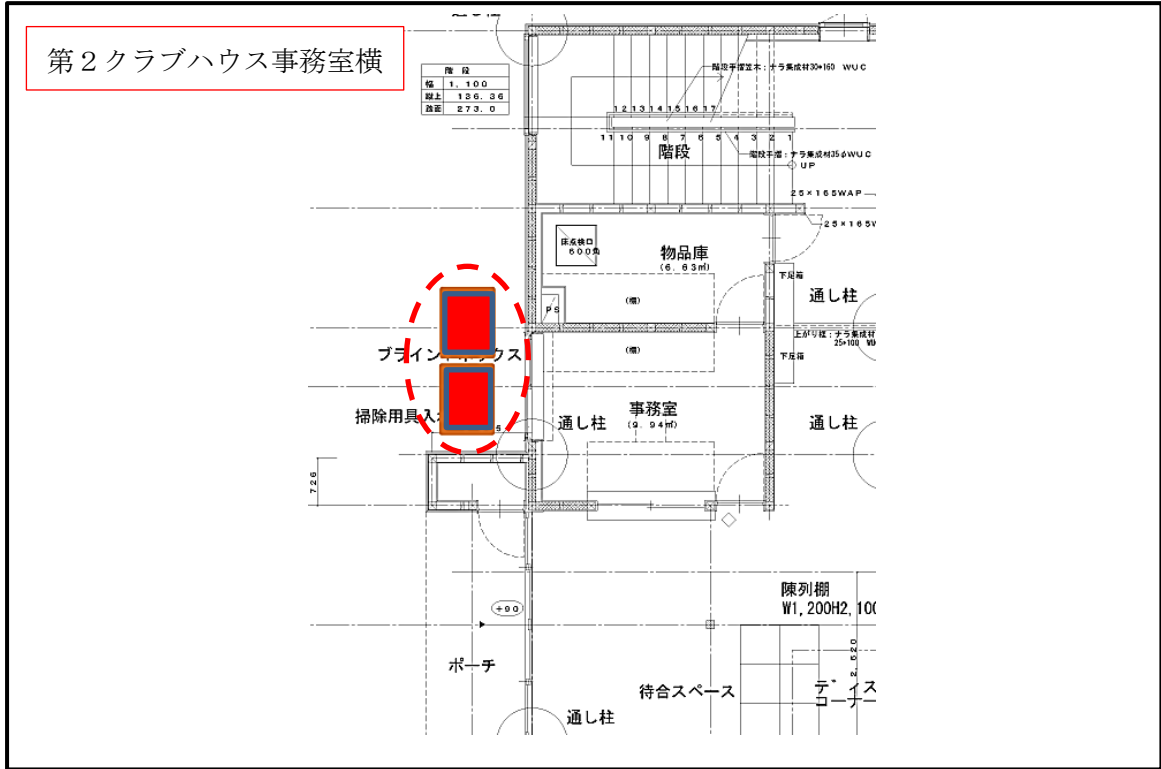 通し柱
第２クラブハウス事務室横
階 段
幅 1,100
蹴上 136.36
踏面 273.0
階段手摺笠木：ナラ集成材30*160 WUC
12 13 14 15 16 17
11 10 9 8 7 6 5 4 3 2 1
階段
階段手摺：ナラ集成材35φWUC
UP
25×165WAP
25×165W
床点検口
600角
物品庫
(6.63㎡)
下足箱
通し柱
(棚)
PS
上がり框：ナラ集成材
25*100 WU
ブライン
クス
(棚)
下足箱
掃除用具入
5
通し柱
事務室
(9.94㎡)
通し柱
726
+90
陳列棚
W1,200H2,100
ポーチ
待合スペース
2,620
ディス
コーナー
通し柱